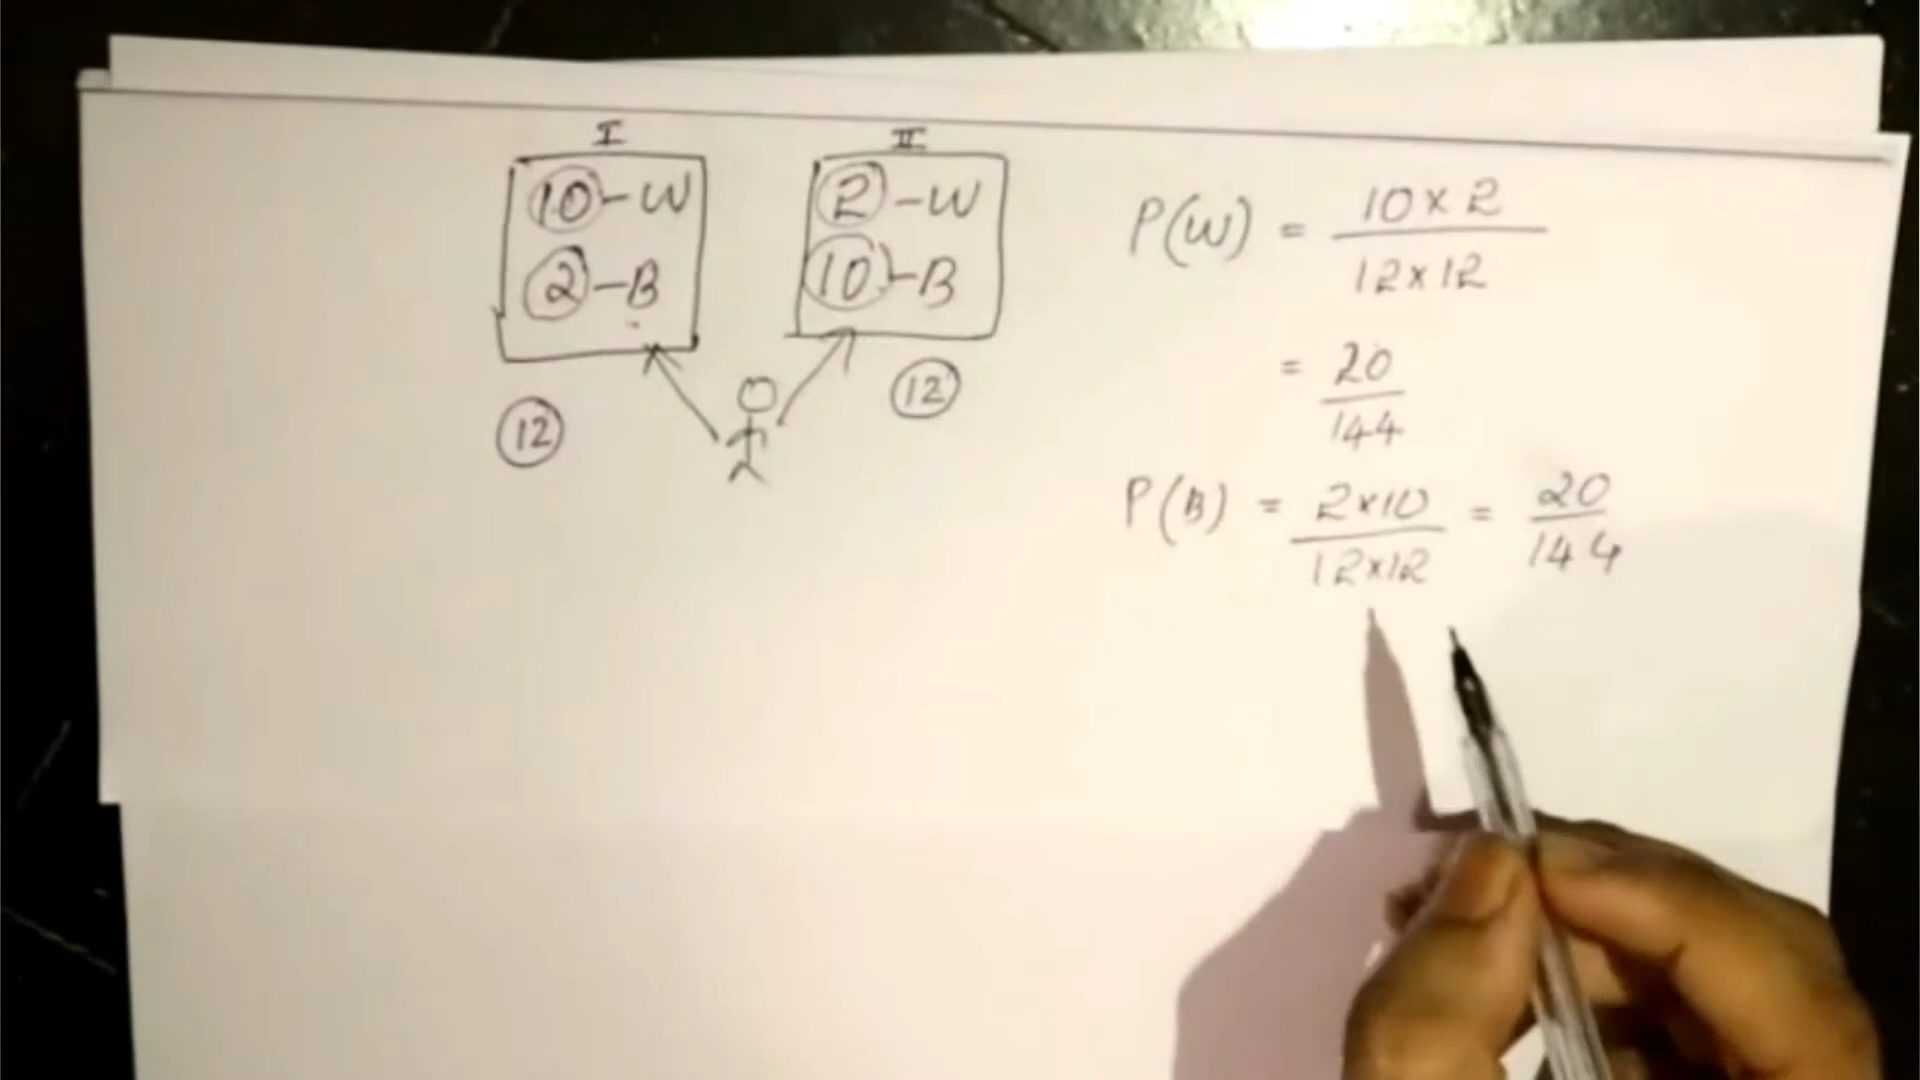 I
10-W
2-B
12
II
2-W
10-B
12
P(W) = 10×2 / 12×12
= 20 / 144
P(B) = 2×10 / 12×12 = 20 / 144